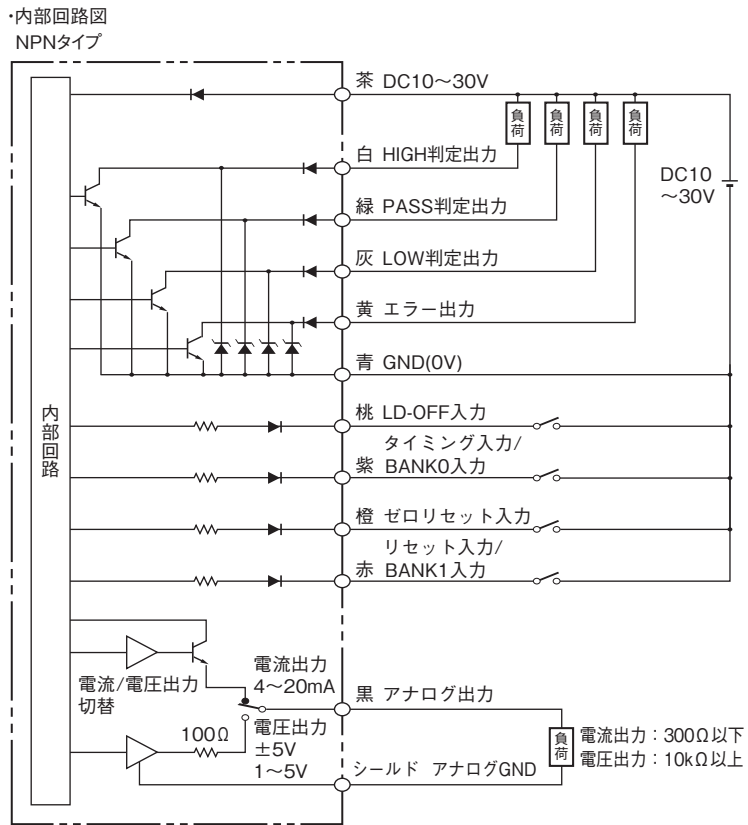 ・内部回路図
NPNタイプ
茶 DC10～30V
負荷
負荷
負荷
負荷
白 HIGH判定出力
DC10
～30V
緑 PASS判定出力
灰 LOW判定出力
黄 エラー出力
青 GND(0V)
内部回路
桃 LD-OFF入力
タイミング入力/
紫 BANK0入力
橙 ゼロリセット入力
リセット入力/
赤 BANK1入力
電流/電圧出力
切替
電流出力
4～20mA
黒 アナログ出力
100Ω
電圧出力
±5V
1～5V
負荷
電流出力：300Ω以下
電圧出力：10kΩ以上
シールド アナログGND